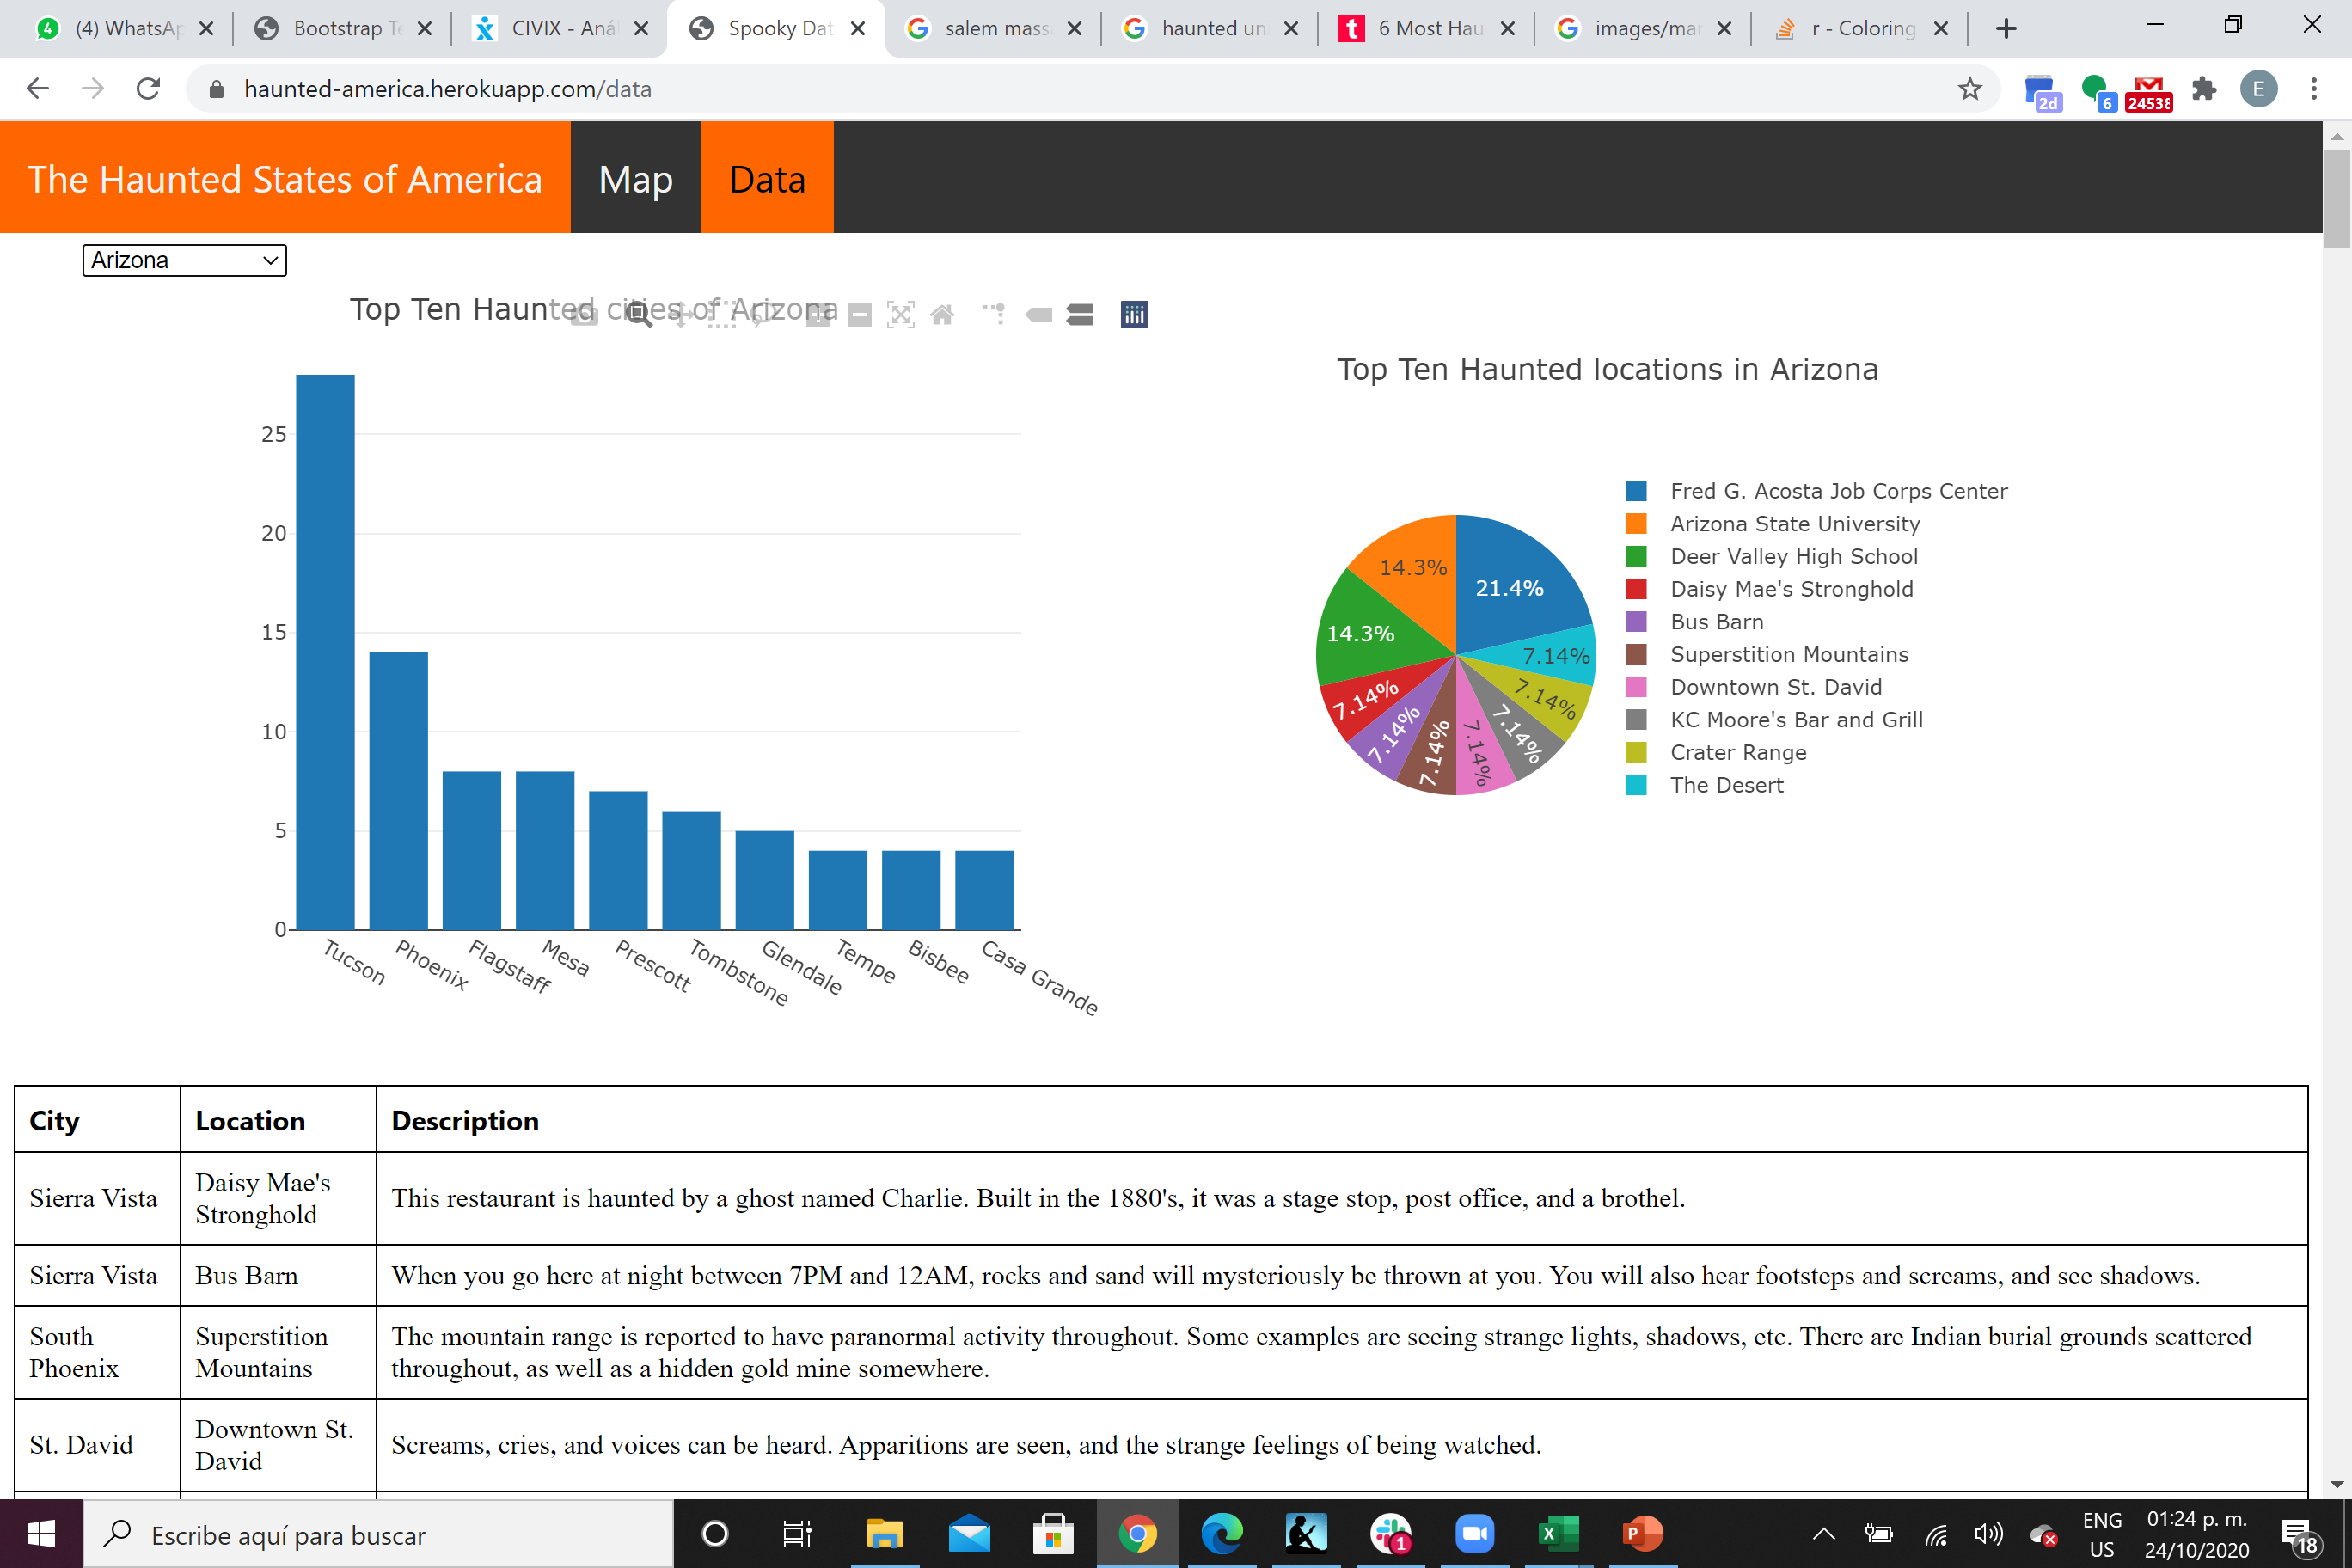 4
(4) WhatsAp
Bootstrap Te
CIVIX - Aná
Spooky Dat
salem mass
haunted un
t
6 Most Hau
images/mar
r - Coloring
haunted-america.herokuapp.com/data
2d
6
24538
E
The Haunted States of America
Map
Data
Arizona
Top Ten Haunted cities of Arizona
25
20
15
10
5
0
Tucson
Phoenix
Flagstaff
Mesa
Prescott
Tombstone
Glendale
Tempe
Bisbee
Casa Grande
Top Ten Haunted locations in Arizona
21.4%
14.3%
14.3%
7.14%
7.14%
7.14%
7.14%
7.14%
7.14%
7.14%
Fred G. Acosta Job Corps Center
Arizona State University
Deer Valley High School
Daisy Mae's Stronghold
Bus Barn
Superstition Mountains
Downtown St. David
KC Moore's Bar and Grill
Crater Range
The Desert
City Location Description
Sierra Vista
Daisy Mae's
Stronghold
This restaurant is haunted by a ghost named Charlie. Built in the 1880's, it was a stage stop, post office, and a brothel.
Sierra Vista
Bus Barn
When you go here at night between 7PM and 12AM, rocks and sand will mysteriously be thrown at you. You will also hear footsteps and screams, and see shadows.
South
Phoenix
Superstition
Mountains
The mountain range is reported to have paranormal activity throughout. Some examples are seeing strange lights, shadows, etc. There are Indian burial grounds scattered
throughout, as well as a hidden gold mine somewhere.
St. David
Downtown St.
David
Screams, cries, and voices can be heard. Apparitions are seen, and the strange feelings of being watched.
Escribe aquí para buscar
1
X
P
ENG
US
01:24 p. m.
24/10/2020
18